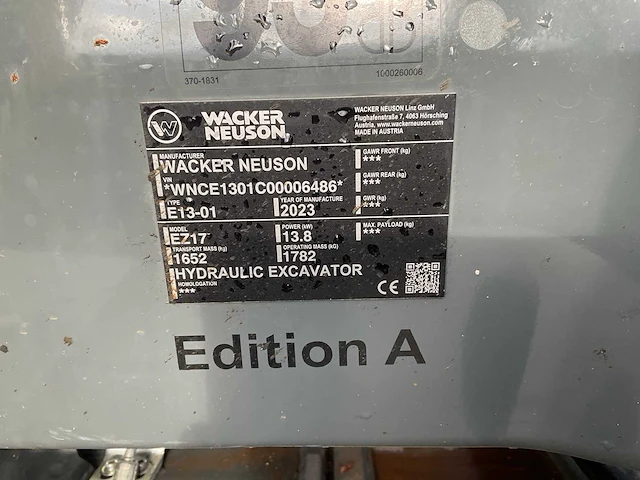 93 dB
370-1831 1000260006
WACKER NEUSON
WACKER NEUSON Linz GmbH
Flughafenstraße 7, 4063 Hörsching
Austria, www.wackerneuson.com
MADE IN AUSTRIA
MANUFACTURER
WACKER NEUSON
GAWR FRONT (kg)
***
VIN
*WNCE1301C00006486*
GAWR REAR (kg)
***
TYPE
E13-01
YEAR OF MANUFACTURE
2023
GWR (kg)
***
MODEL
EZ17
POWER (kW)
13.8
MAX. PAYLOAD (kg)
***
TRANSPORT MASS (kg)
1652
OPERATING MASS (kG)
1782
HYDRAULIC EXCAVATOR
HOMOLOGATION
***
CE
Edition A